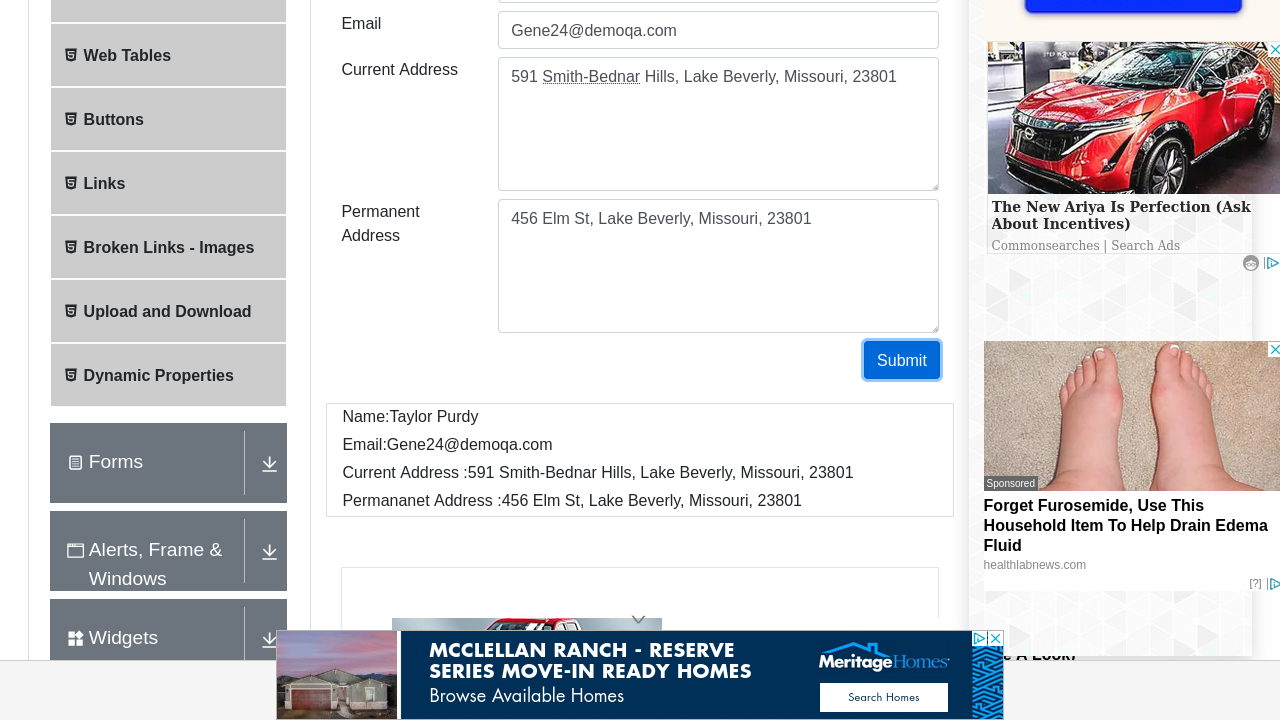 Web Tables
Buttons
Links
Broken Links - Images
Upload and Download
Dynamic Properties
Forms
Alerts, Frame &
Windows
Widgets
Email
Gene24@demoqa.com
Current Address
591 Smith-Bednar Hills, Lake Beverly, Missouri, 23801
Permanent
Address
456 Elm St, Lake Beverly, Missouri, 23801
Submit
Name:Taylor Purdy
Email:Gene24@demoqa.com
Current Address :591 Smith-Bednar Hills, Lake Beverly, Missouri, 23801
Permananet Address :456 Elm St, Lake Beverly, Missouri, 23801
The New Ariya Is Perfection (Ask
About Incentives)
Commonsearches | Search Ads
Sponsored
Forget Furosemide, Use This
Household Item To Help Drain Edema
Fluid
healthlabnews.com
[?]
A Look)
MCCLELLAN RANCH - RESERVE
SERIES MOVE-IN READY HOMES
Browse Available Homes
MeritageHomes
Search Homes